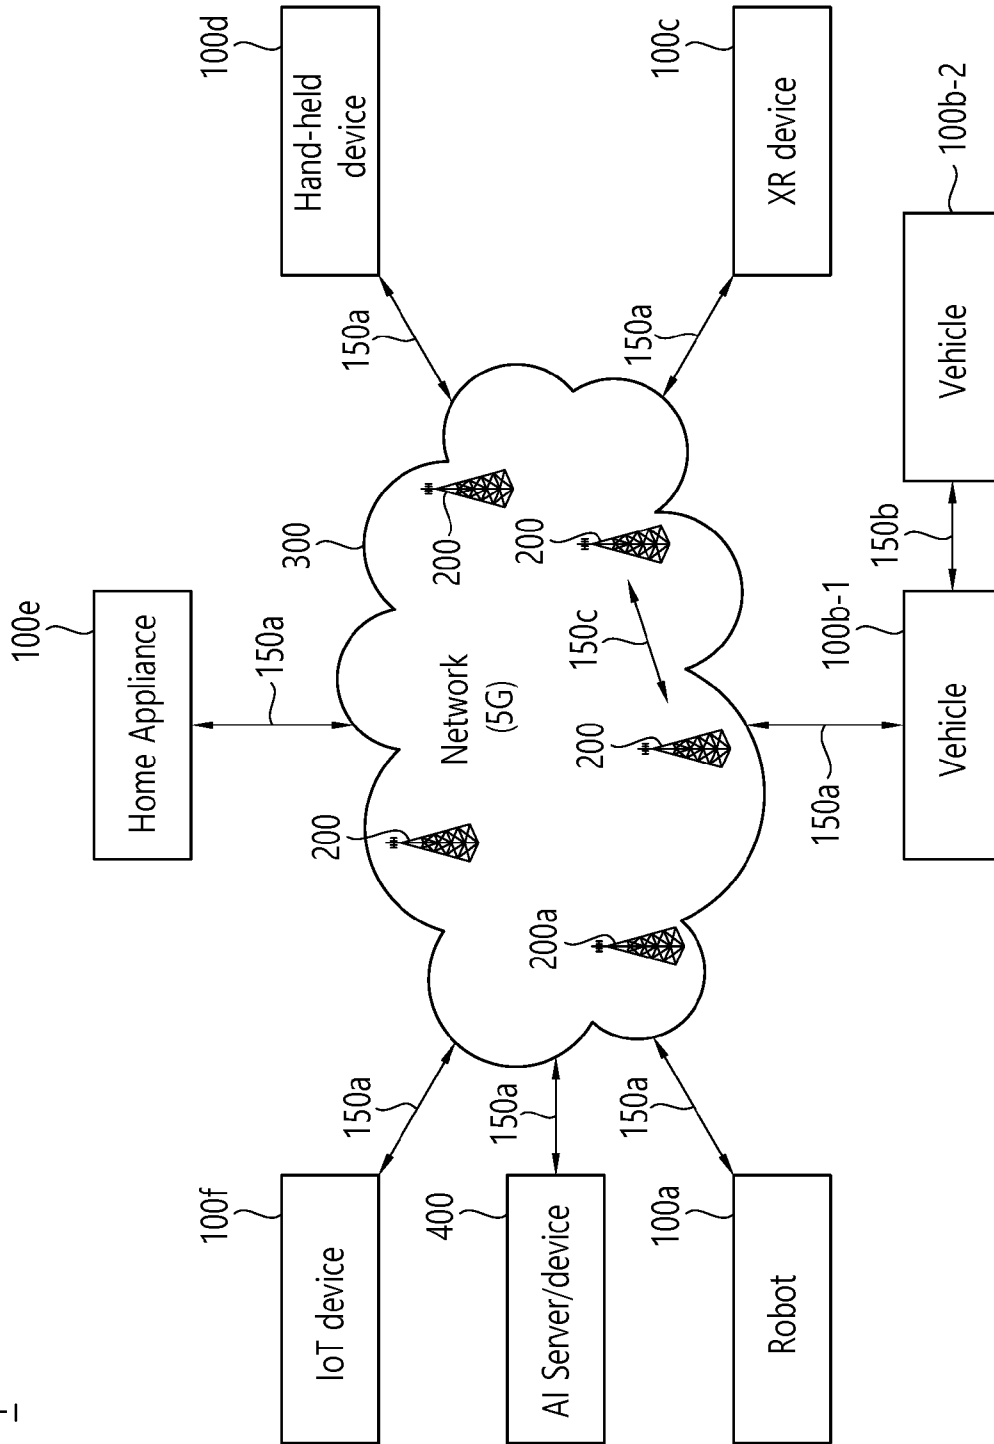 100e
Home Appliance
150a
300
100f
100d
IoT device
Hand-held
device
150a
200
150a
400
200
Network
(5G)
150a
200a
200
AI Server/device
150c
200
150a
150a
100a
100c
Robot
XR device
150a
100b-1
150b
Vehicle
Vehicle
100b-2